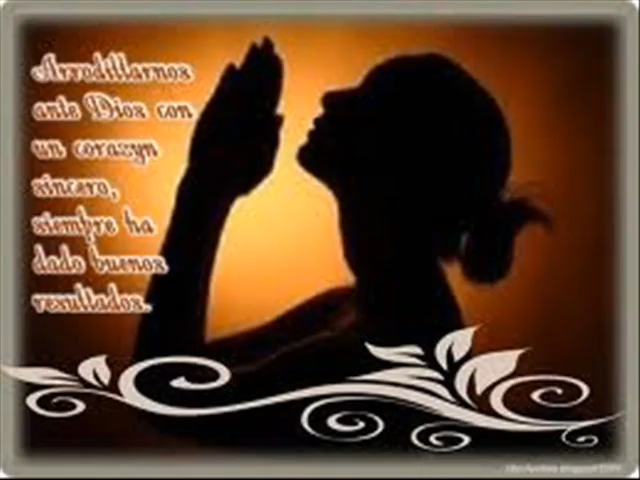 Arrodillarnos
ante Dios con
un corazyn
sincero,
siempre ha
dado buenos
resultados.